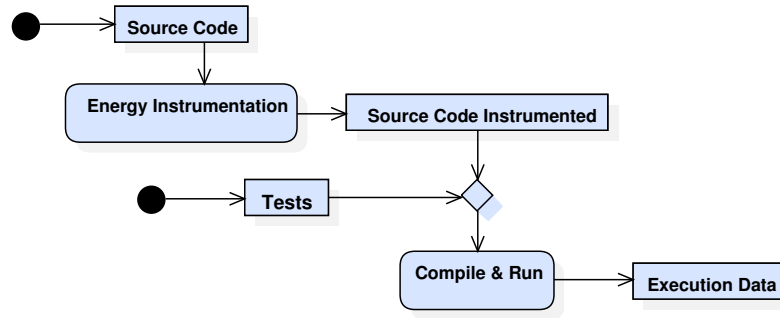 Source Code
Energy Instrumentation
Source Code Instrumented
Tests
Compile & Run
Execution Data